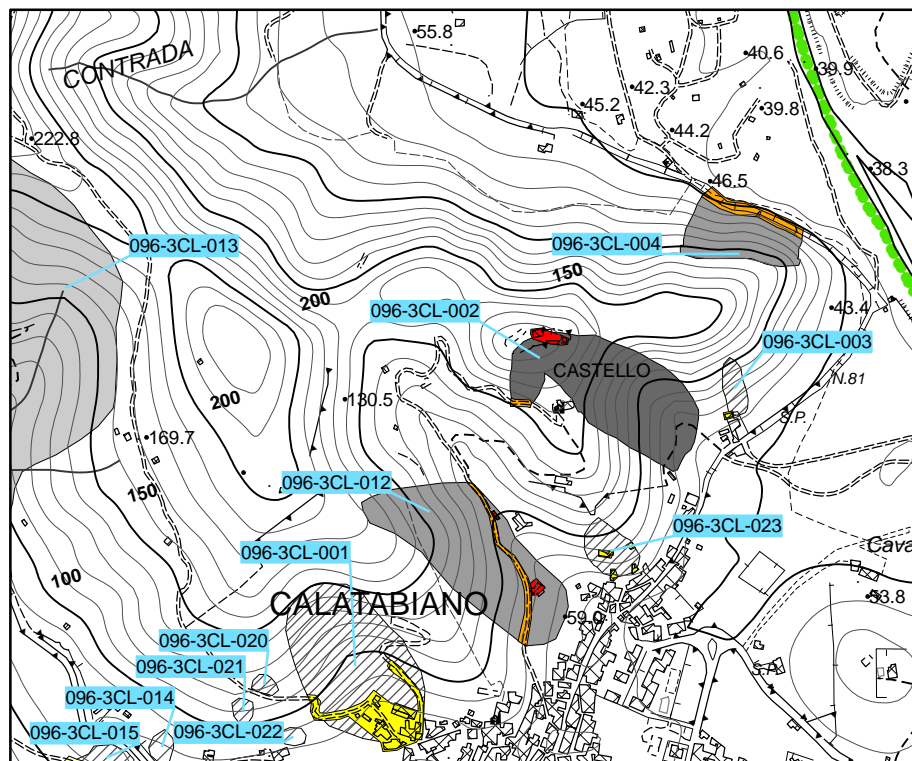 55.8
40.6
CONTRADA
42.3
39.9
45.2
39.8
44.2
222.8
38.3
46.5
096-3CL-013
096-3CL-004
150
200
096-3CL-002
43.4
096-3CL-003
CASTELLO
N.81
200
130.5
S.P.
169.7
096-3CL-012
150
096-3CL-023
096-3CL-001
Cava
100
CALATABIANO
53.8
59.0
096-3CL-020
096-3CL-021
S.P.
096-3CL-014
096-3CL-015
096-3CL-022